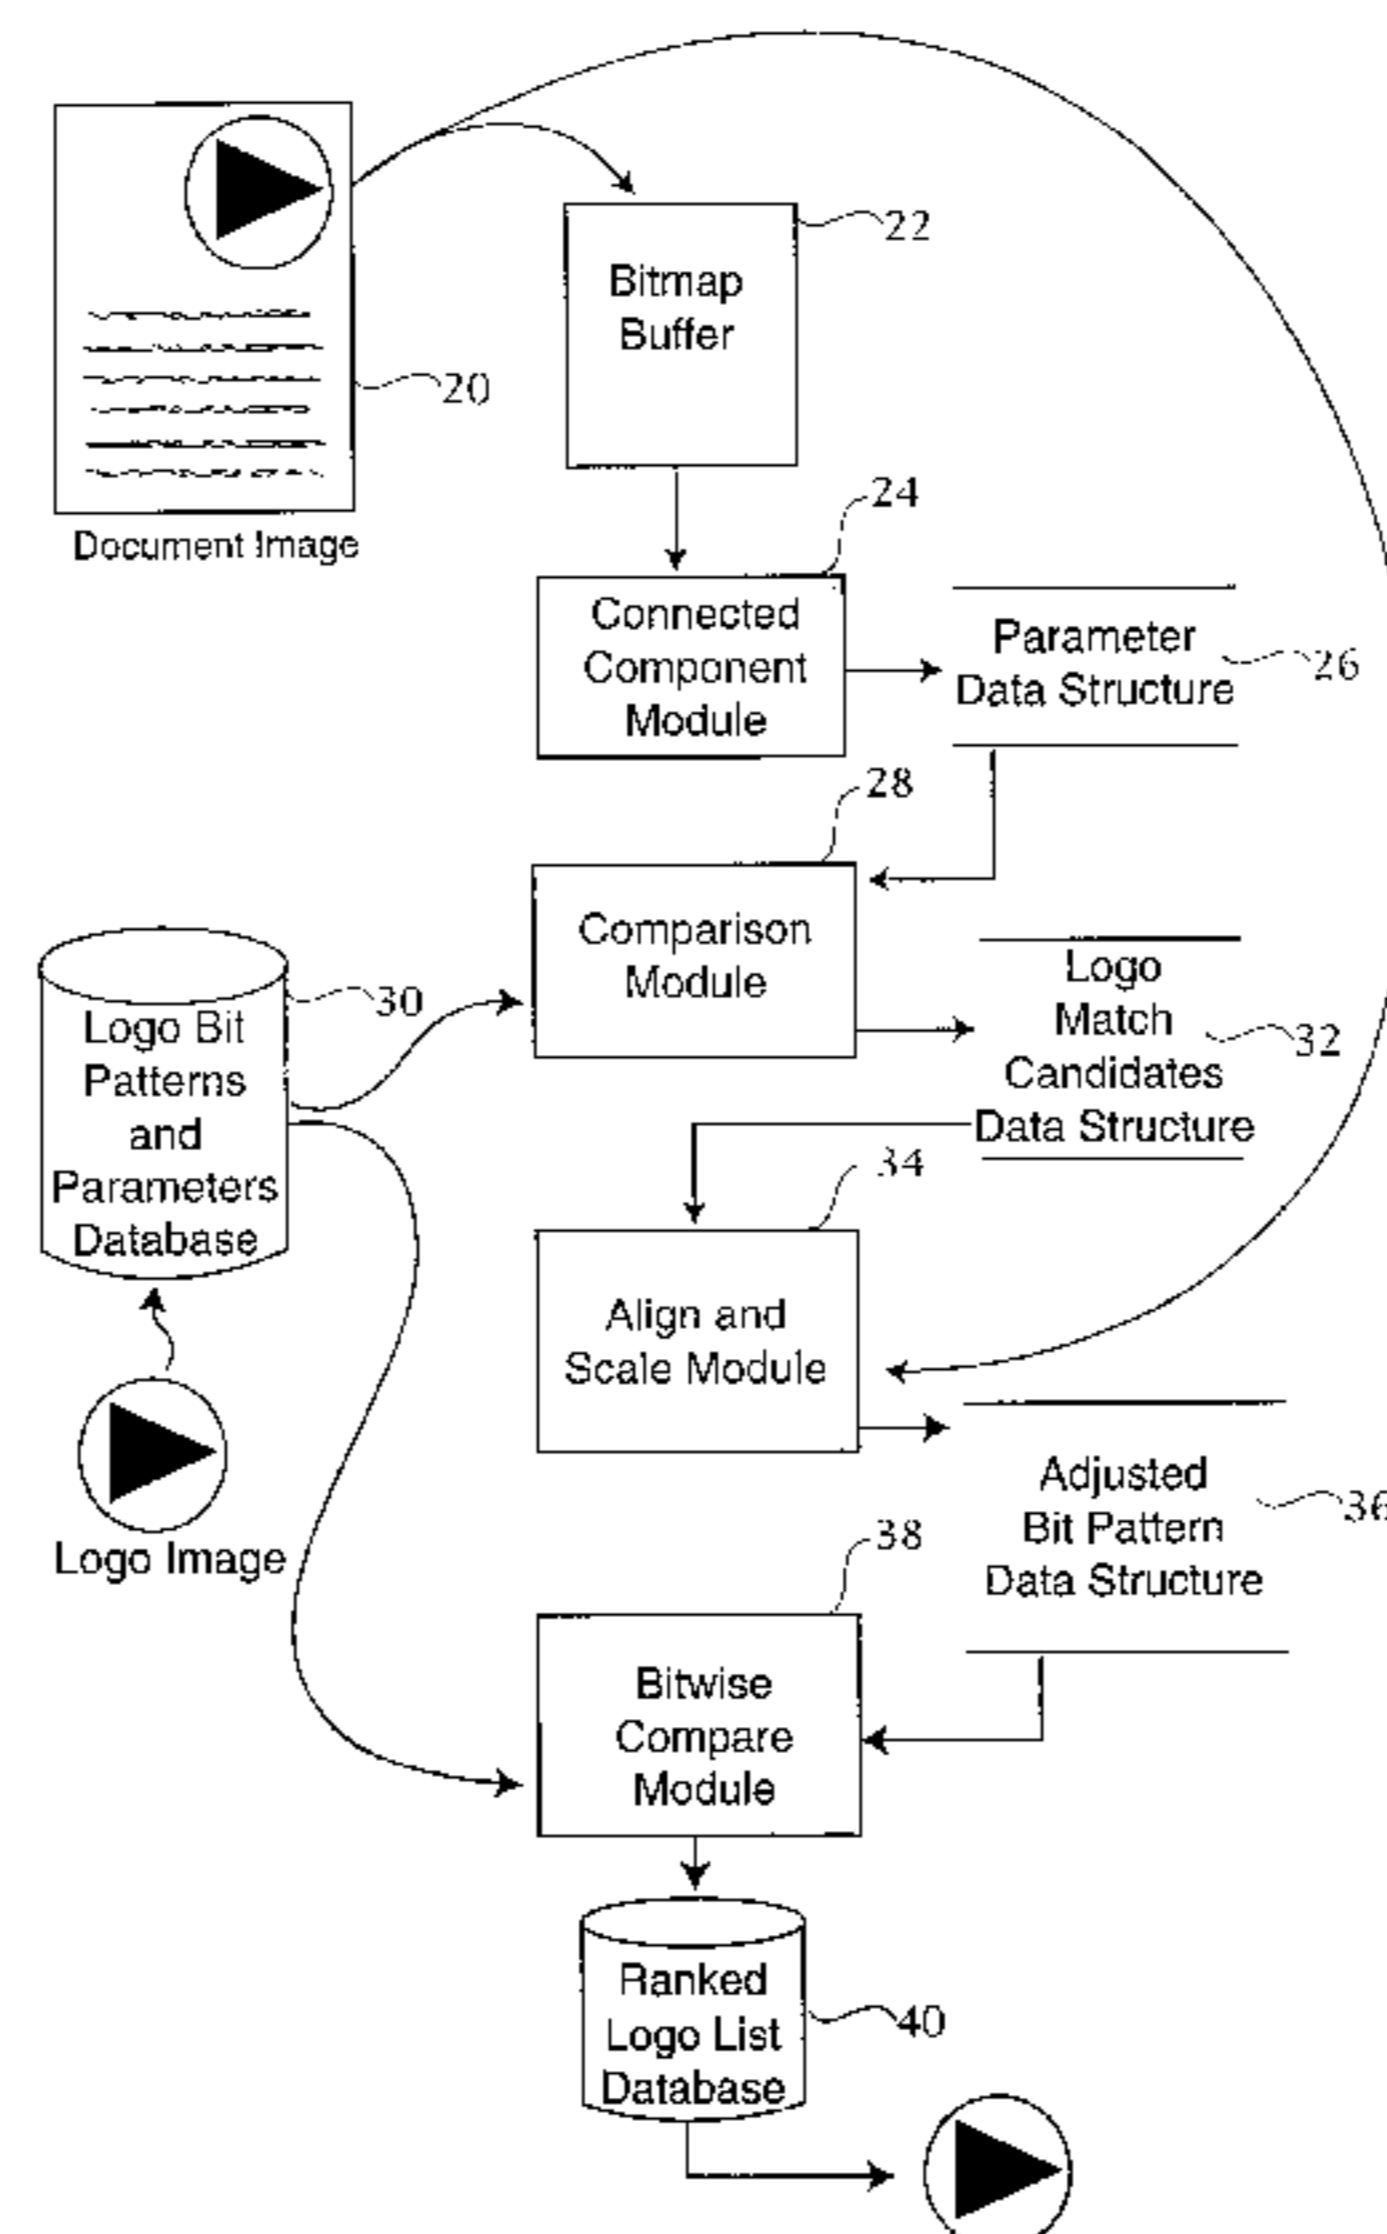 22
Bitmap
Buffer
20
Document Image
24
Connected
Component
Module
Parameter
Data Structure
26
28
Comparison
Module
30
Logo Bit
Patterns
and
Parameters
Database
Logo
Match
Candidates
Data Structure
32
34
Align and
Scale Module
Logo Image
Adjusted
Bit Pattern
Data Structure
36
38
Bitwise
Compare
Module
Ranked
Logo List
Database
40